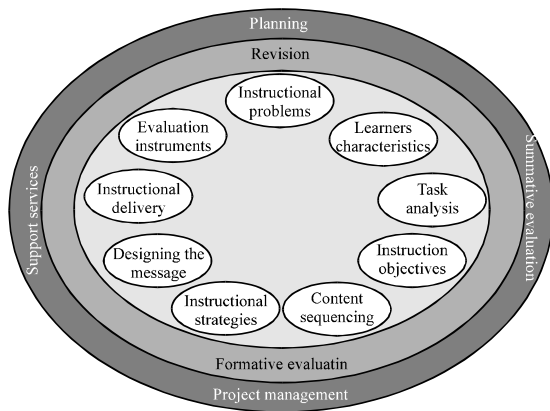 Planning
Revision
Instructional
problems
Evaluation
instruments
Learners
characteristics
Instructional
delivery
Task
analysis
Support services
Summative evaluation
Designing the
message
Instruction
objectives
Instructional
strategies
Content
sequencing
Formative evaluatin
Project management